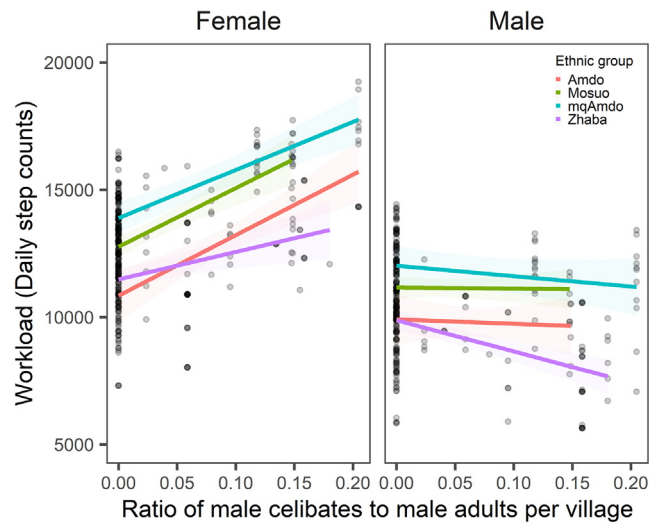 Female Male
Workload (Daily step counts)
20000
15000
10000
5000
Ethnic group
Amdo
Mosuo
mqAmdo
Zhaba
0.00 0.05 0.10 0.15 0.20 0.00 0.05 0.10 0.15 0.20
Ratio of male celibates to male adults per village